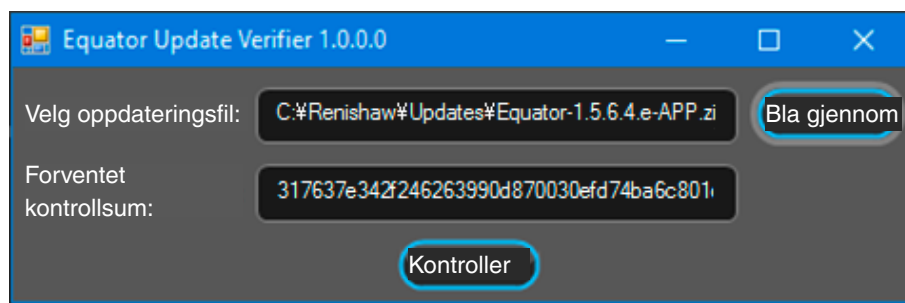 Equator Update Verifier 1.0.0.0
Velg oppdateringsfil: C:¥Renishaw¥Updates¥Equator-1.5.6.4.e-APP.zi Bla gjennom
Forventet
kontrollsum: 317637e342f246263990d870030efd74ba6c801
Kontroller